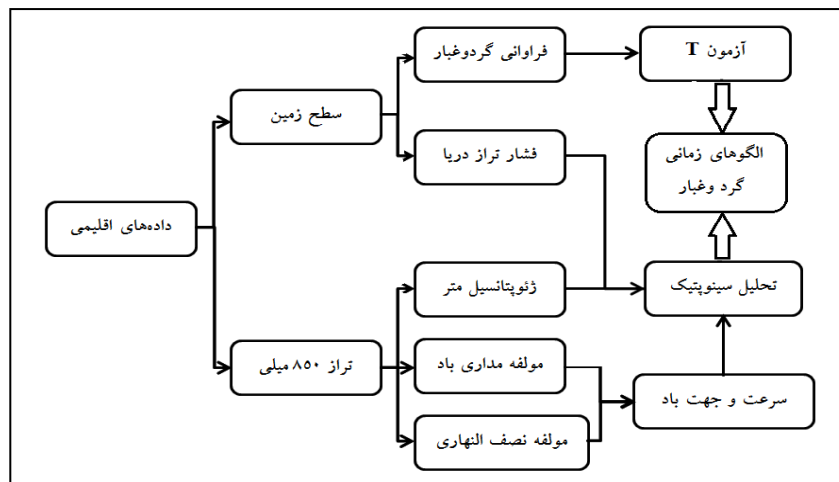 فراوانی گردوغبار
آزمون T
سطح زمین
فشار تراز دریا
الگوهای زمانی
گرد وغبار
داده‌های اقلیمی
ژئوپتانسیل متر
تحلیل سینوپتیک
تراز ۸۵۰ میلی
مولفه مداری باد
سرعت و جهت باد
مولفه نصف النهاری